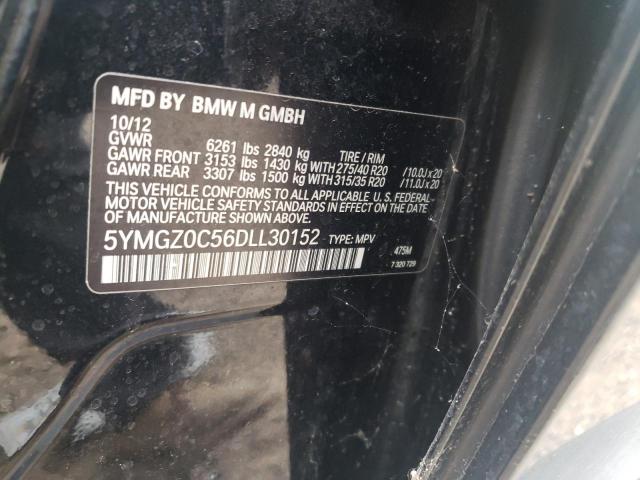 MFD BY BMW M GMBH
10/12
GVWR 6261 lbs 2840 kg TIRE / RIM
GAWR FRONT 3153 lbs 1430 kg WITH 275/40 R20 /10.0J x 20
GAWR REAR 3307 lbs 1500 kg WITH 315/35 R20 /11.0J x 20
THIS VEHICLE CONFORMS TO ALL APPLICABLE U. S. FEDERAL-
MOTOR VEHICLE SAFETY STANDARDS IN EFFECT ON THE DATE
OF MANUFACTURE SHOWN ABOVE.
5YMGZ0C56DLL30152 TYPE: MPV
475M
7 320 729